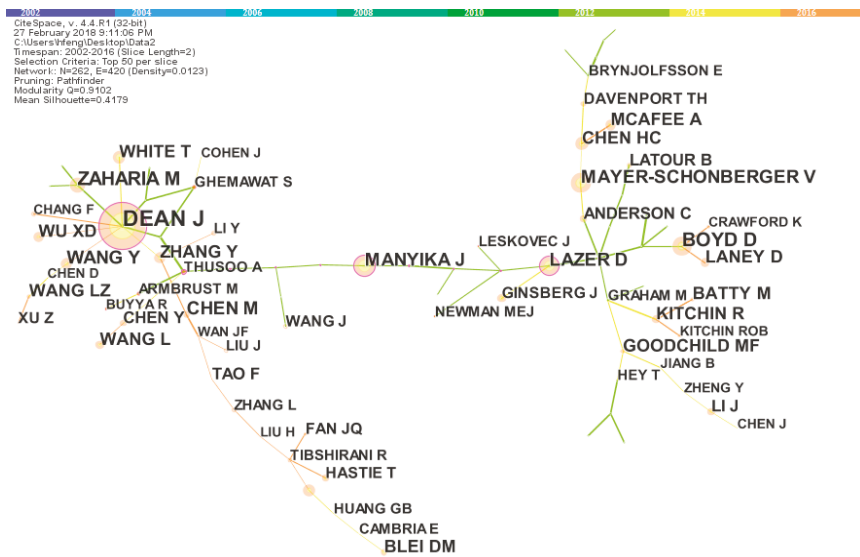 2002 2004 2006 2008 2010 2012 2014 2016
CiteSpace, v. 4.4.R1 (32-bit)
27 February 2018 9:11:06 PM
C:\Users\hfeng\Desktop\Data2
Timespan: 2002-2016 (Slice Length=2)
Selection Criteria: Top 50 per slice
Network: N=262, E=420 (Density=0.0123)
Pruning: Pathfinder
Modularity Q=0.9102
Mean Silhouette=0.4179
BRYNJOLFSSON E
DAVENPORT TH
MCAFEE A
CHEN HC
WHITE T
COHEN J
LATOUR B
ZAHARIA M
GHEMAWAT S
MAYER-SCHONBERGER V
CHANG F
DEAN J
ANDERSON C
CRAWFORD K
WU XD
LI Y
LESKOVEC J
BOYD D
WANG Y
ZHANG Y
MANYIKA J
LAZER D
LANEY D
CHEN D
THUSOO A
WANG LZ
ARMBRUST M
GINSBERG J
GRAHAM M
BATTY M
XU Z
BUYYA R
CHEN M
NEWMAN MEJ
KITCHIN R
CHEN Y
WANG J
KITCHIN ROB
WANG L
WAN JF
LIU J
GOODCHILD MF
JIANG B
TAO F
HEY T
ZHENG Y
ZHANG L
LI J
CHEN J
LIU H
FAN JQ
TIBSHIRANI R
HASTIE T
HUANG GB
CAMBRIA E
BLEI DM